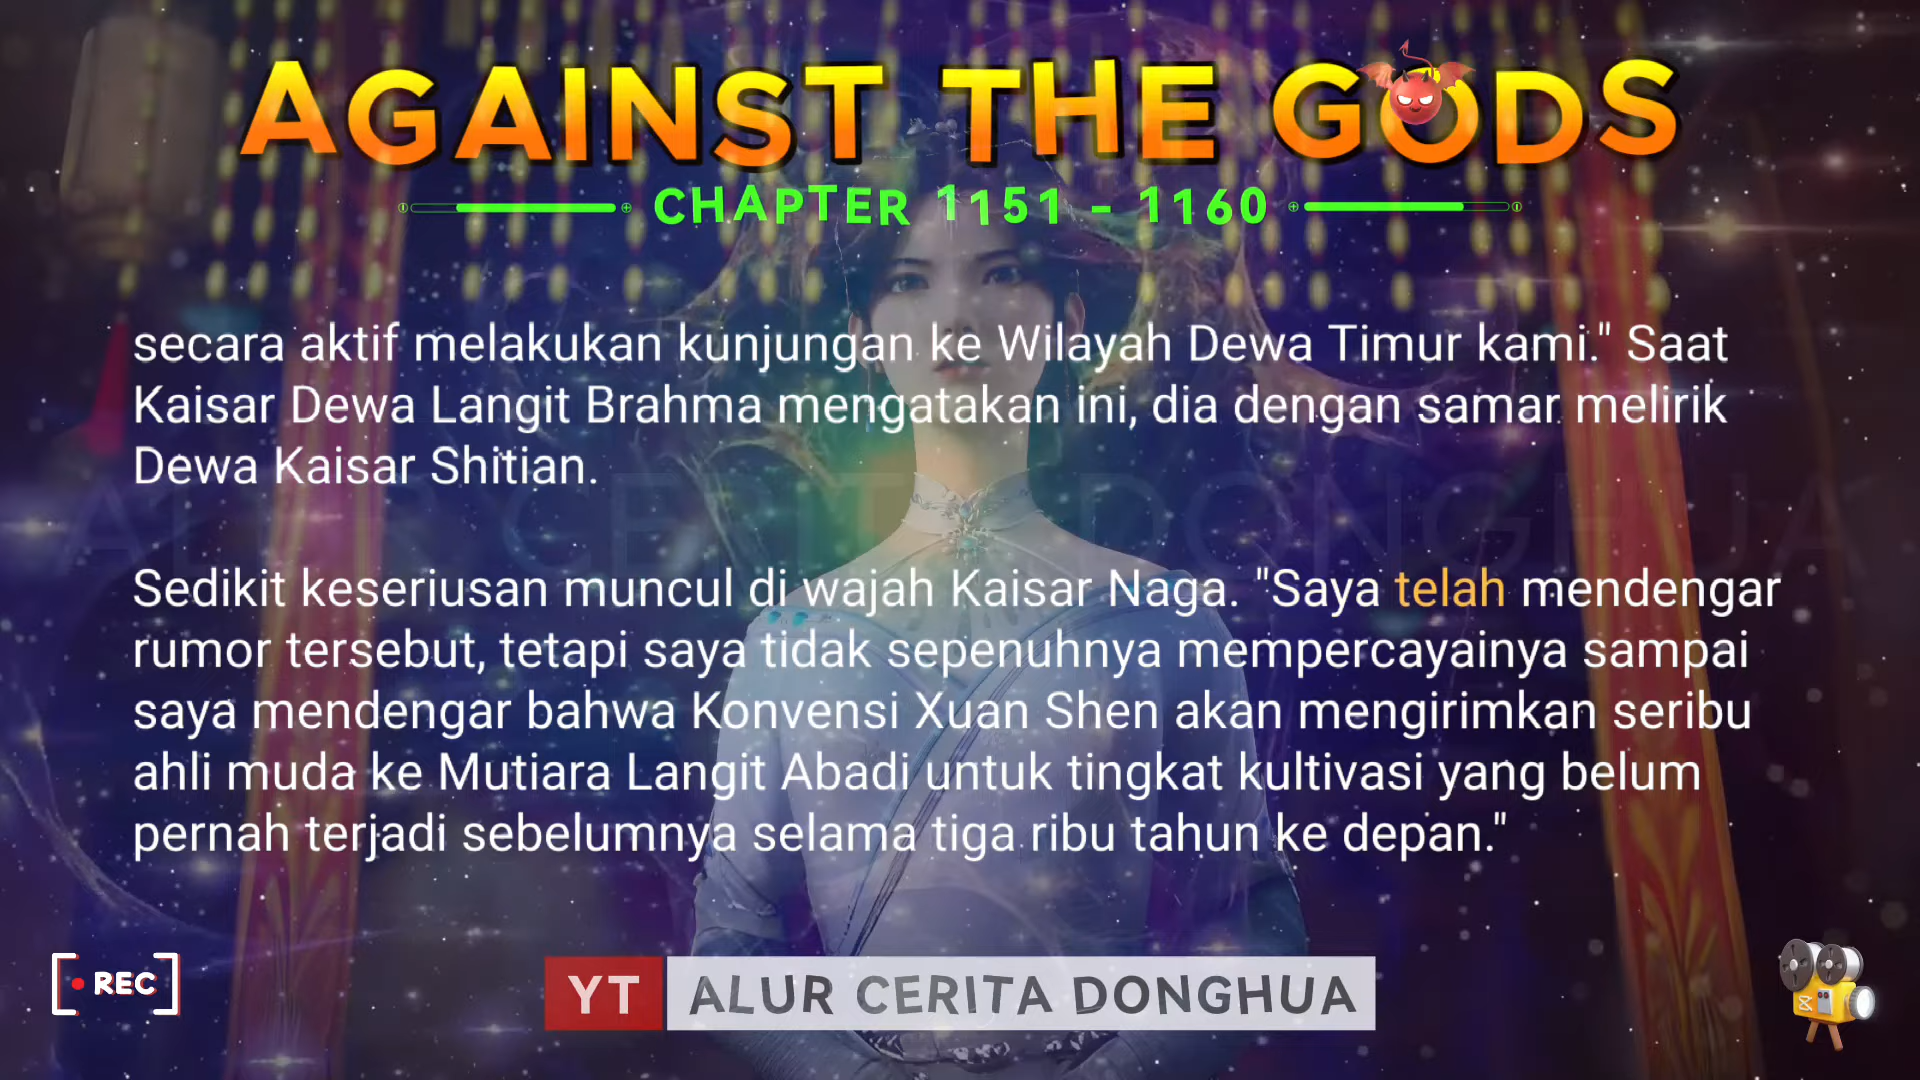 AGAINST THE GODS
CHAPTER 1151 - 1160
secara aktif melakukan kunjungan ke Wilayah Dewa Timur kami." Saat
Kaisar Dewa Langit Brahma mengatakan ini, dia dengan samar melirik
Dewa Kaisar Shitian.
Sedikit keseriusan muncul di wajah Kaisar Naga. "Saya telah mendengar
rumor tersebut, tetapi saya tidak sepenuhnya mempercayainya sampai
saya mendengar bahwa Konvensi Xuan Shen akan mengirimkan seribu
ahli muda ke Mutiara Langit Abadi untuk tingkat kultivasi yang belum
pernah terjadi sebelumnya selama tiga ribu tahun ke depan."
ALUR CERITA DONGHUA
REC
YT ALUR CERITA DONGHUA